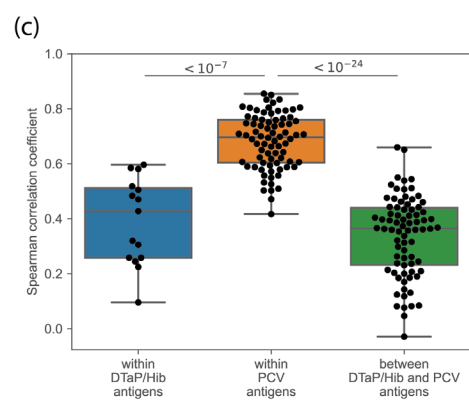 (c)
< 10⁻⁷ < 10⁻²⁴
Spearman correlation coefficient
1.0
0.8
0.6
0.4
0.2
0.0
within
DTaP/Hib
antigens
within
PCV
antigens
between
DTaP/Hib and PCV
antigens